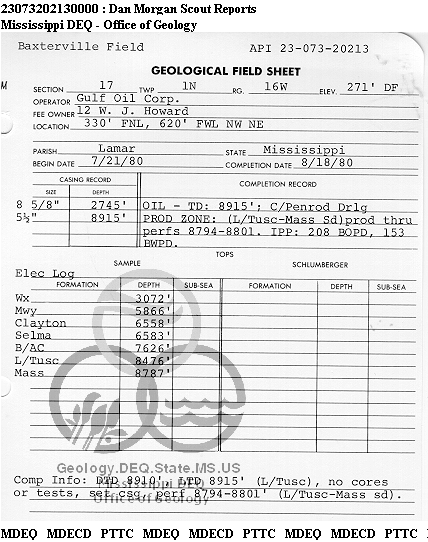 23073202130000 : Dan Morgan Scout Reports
Mississippi DEQ - Office of Geology
Baxterville Field API 23-073-20213
GEOLOGICAL FIELD SHEET
M SECTION 17 TWP 1N RG. 16W ELEV. 271' DF
OPERATOR Gulf Oil Corp.
FEE OWNER 12 W. J. Howard
LOCATION 330' FNL, 620' FWL NW NE
PARISH Lamar STATE Mississippi
BEGIN DATE 7/21/80 COMPLETION DATE 8/18/80
CASING RECORD COMPLETION RECORD
SIZE DEPTH
8 5/8" 2745' OIL - TD: 8915'; C/Penrod Drlg
5½" 8915' PROD ZONE: (L/Tusc-Mass Sd)prod thru
perfs 8794-8801. IPP: 208 BOPD, 153
BWPD.
TOPS
SAMPLE SCHLUMBERGER
Elec Log
FORMATION DEPTH SUB-SEA FORMATION DEPTH SUB-SEA
Wx 3072'
Mwy 5866'
Clayton 6558'
Selma 6583'
B/AC 7626'
L/Tusc 8476'
Mass 8787'
Geology.DEQ.State.MS.US
Comp Info: DTD 8910', LTD 8915' (L/Tusc), no cores
or tests, set csg, perf 8794-8801' (L/Tusc-Mass sd).
Mississippi DEQ
Office of Geology
MDEQ MDECD PTTC MDEQ MDECD PTTC MDEQ MDECD PTTC M